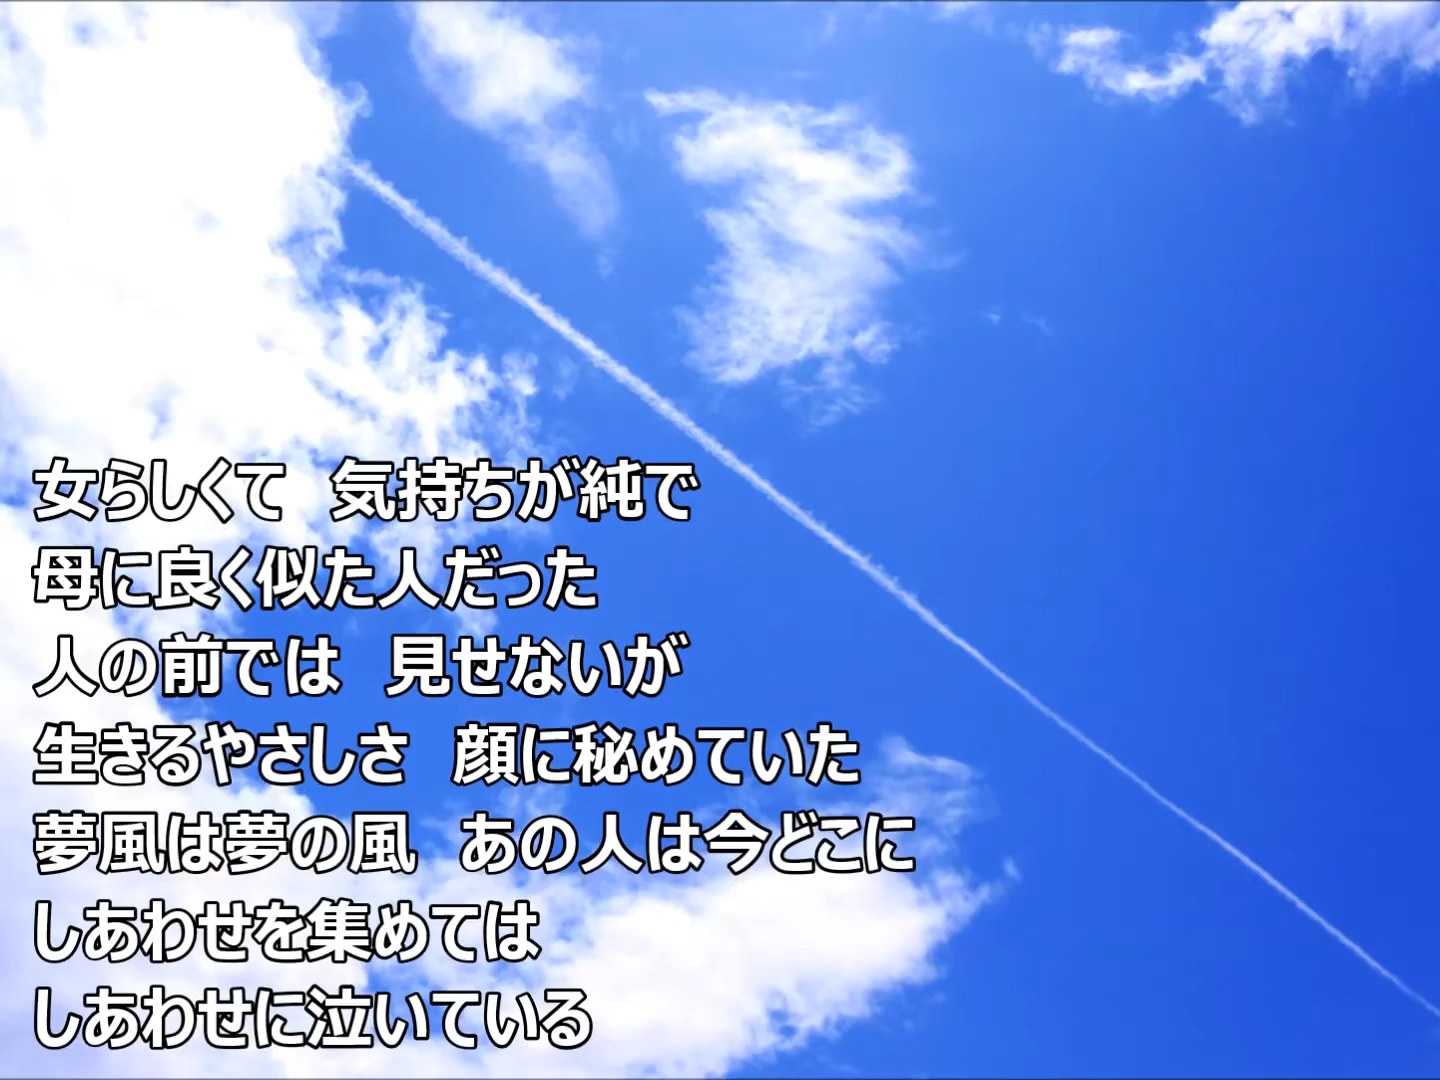 女らしくて　気持ちが純で
母に良く似た人だった
人の前では　見せないが
生きるやさしさ　顔に秘めていた
夢風は夢の風　あの人は今どこに
しあわせを集めては
しあわせに泣いている